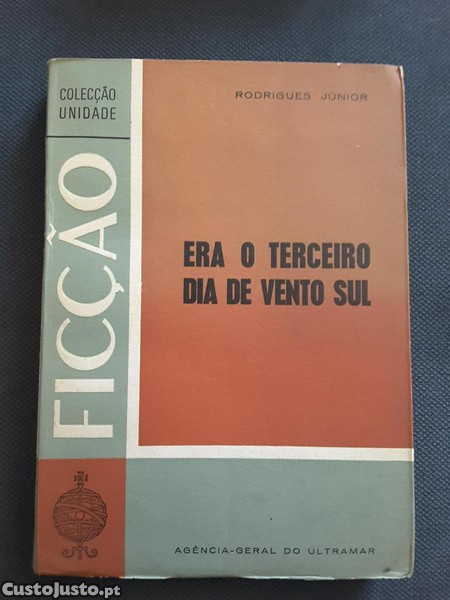 COLECÇÃO
UNIDADE
RODRIGUES JÚNIOR
FICÇÃO
ERA O TERCEIRO
DIA DE VENTO SUL
AGÊNCIA-GERAL DO ULTRAMAR
CustoJusto.pt